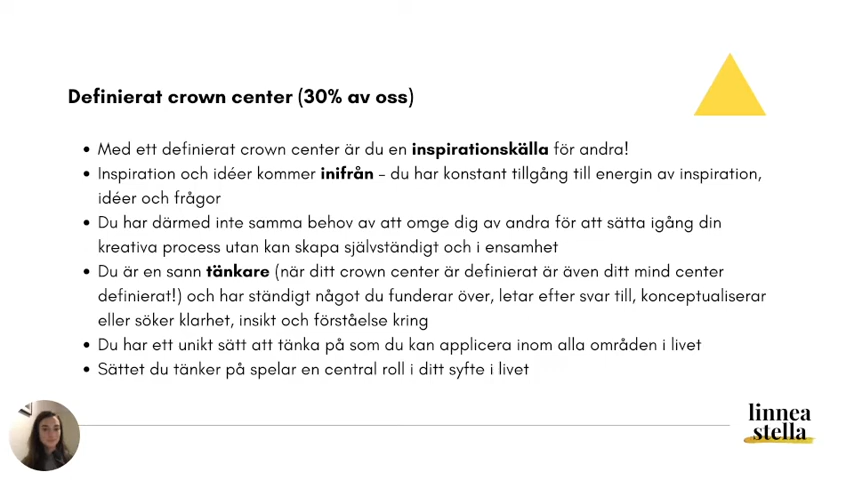 Definierat crown center (30% av oss)
• Med ett definierat crown center är du en inspirationskälla för andra!
• Inspiration och idéer kommer inifrån – du har konstant tillgång till energin av inspiration,
idéer och frågor
• Du har därmed inte samma behov av att omge dig av andra för att sätta igång din
kreativa process utan kan skapa självständigt och i ensamhet
• Du är en sann tänkare (när ditt crown center är definierat är även ditt mind center
definierat!) och har ständigt något du funderar över, letar efter svar till, konceptualiserar
eller söker klarhet, insikt och förståelse kring
• Du har ett unikt sätt att tänka på som du kan applicera inom alla områden i livet
• Sättet du tänker på spelar en central roll i ditt syfte i livet
linnea
stella